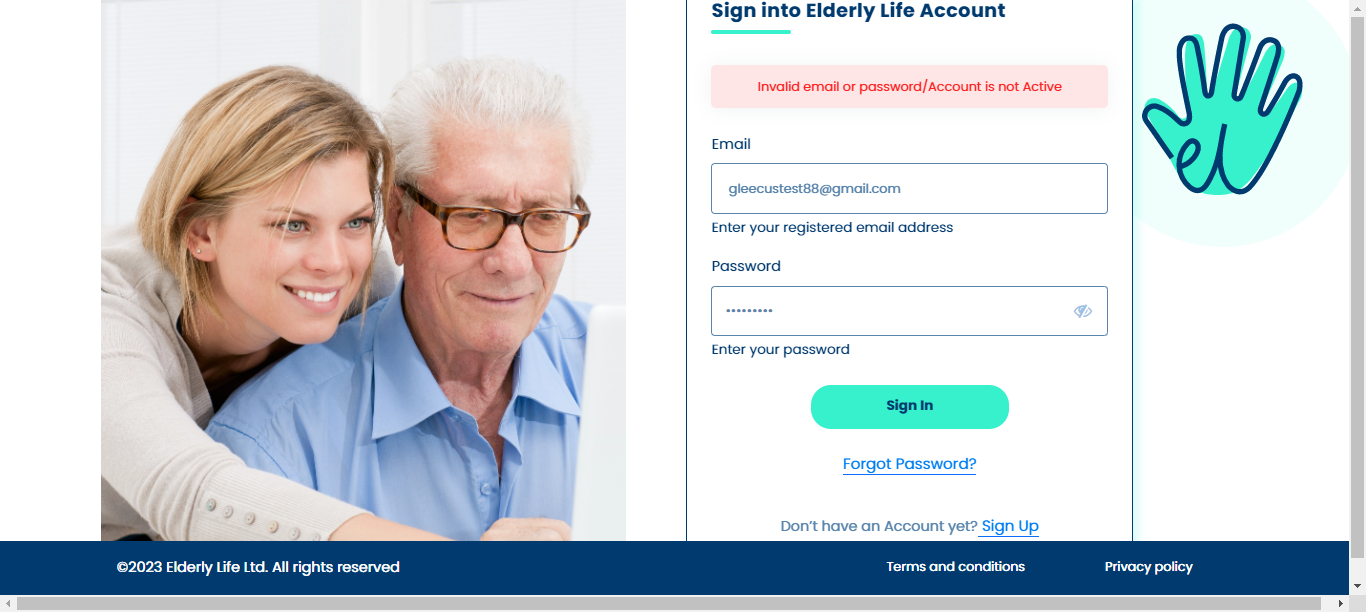 Sign into Elderly Life Account
Invalid email or password/Account is not Active
Email
gleecustest88@gmail.com
Enter your registered email address
Password
•••••••••
Enter your password
Sign In
Forgot Password?
Don’t have an Account yet? Sign Up
©2023 Elderly Life Ltd. All rights reserved
Terms and conditions
Privacy policy